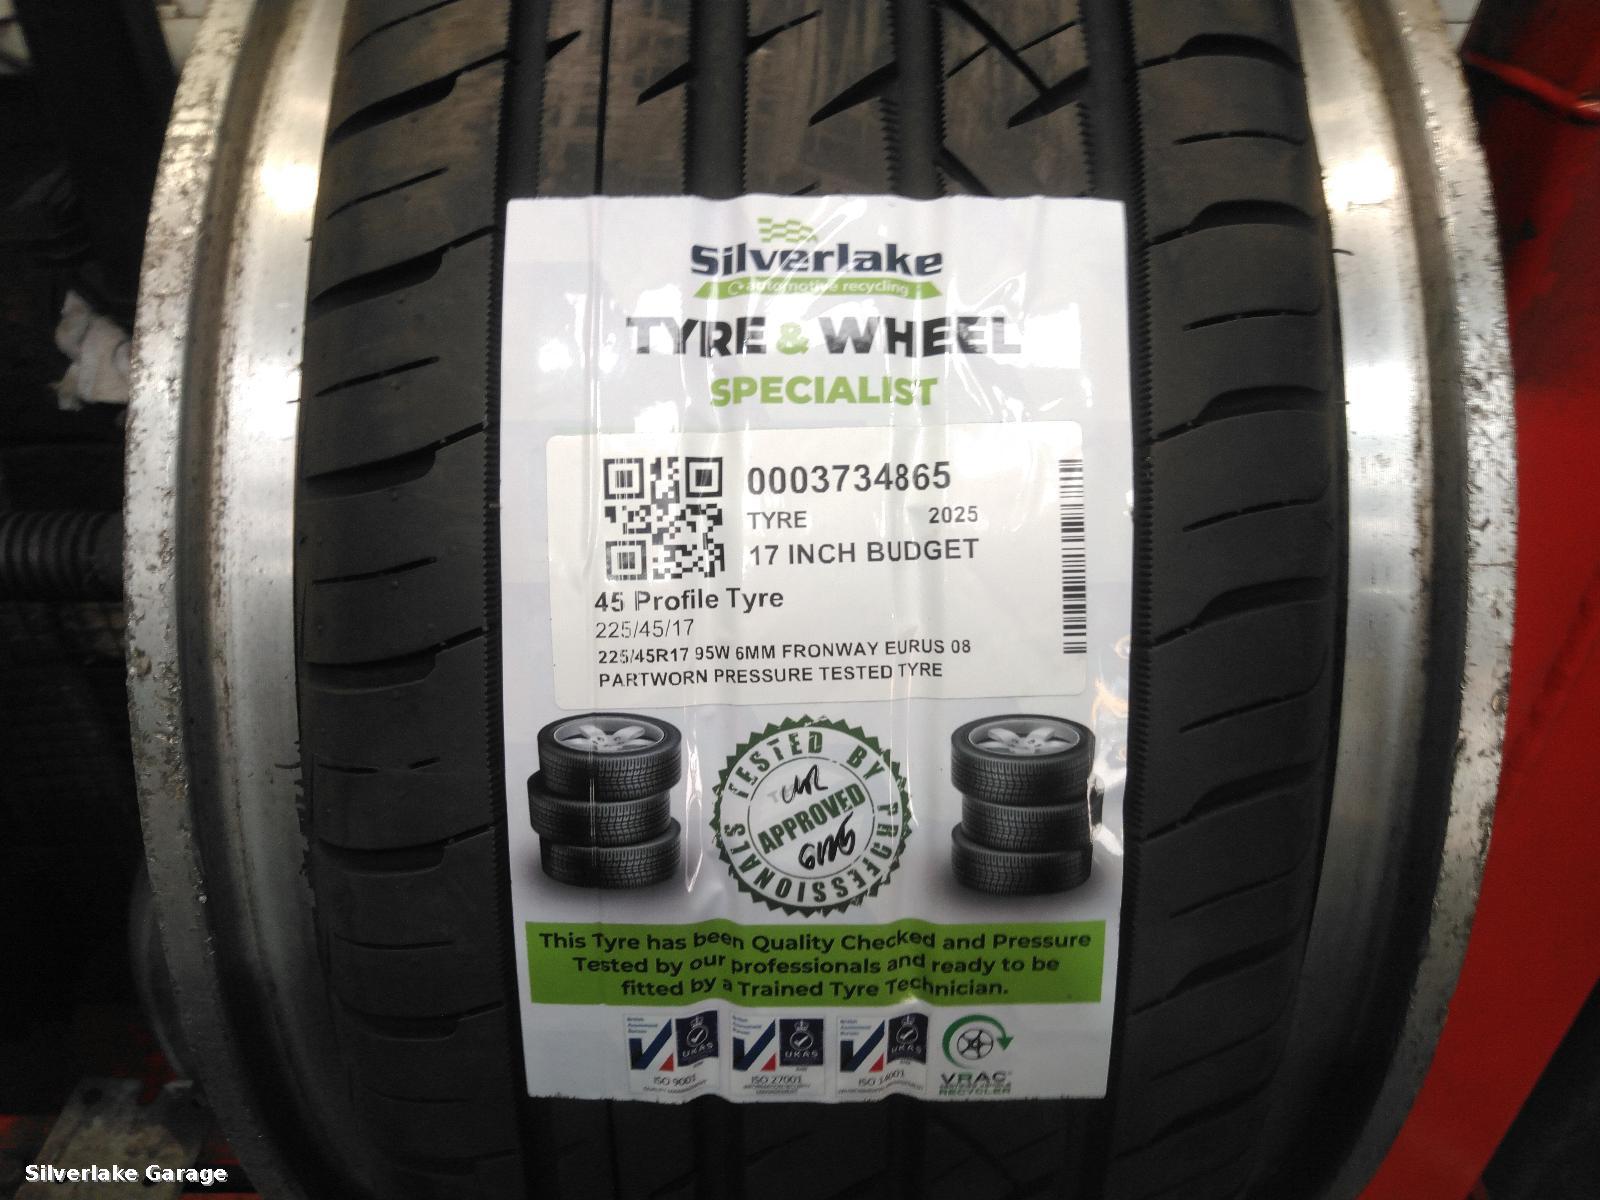 Silverlake
automotive recycling
TYRE & WHEEL
SPECIALIST
0003734865
TYRE 2025
17 INCH BUDGET
45 Profile Tyre
225/45/17
225/45R17 95W 6MM FRONWAY EURUS 08
PARTWORN PRESSURE TESTED TYRE
TESTED BY PROFESSIONALS
APPROVED
This Tyre has been Quality Checked and Pressure
Tested by our professionals and ready to be
fitted by a Trained Tyre Technician.
UKAS UKAS UKAS
ISO 9001 ISO 27001 ISO 14001
VRAC
RECYCLER
Silverlake Garage